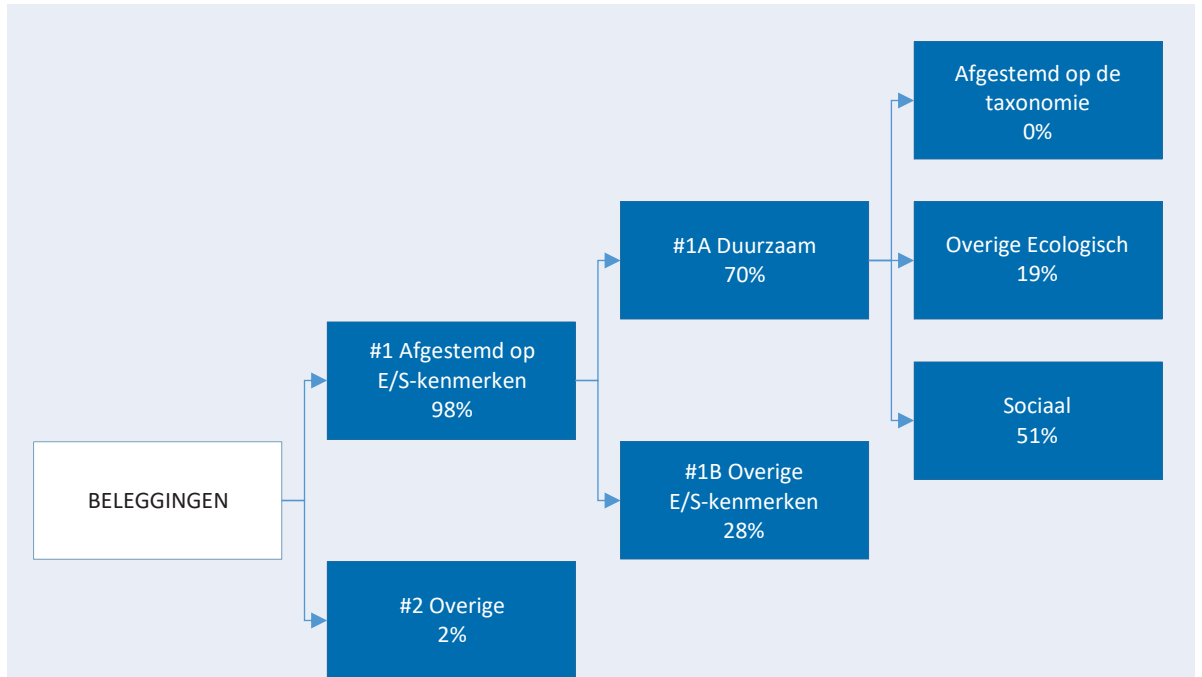 BELEGGINGEN
#1 Afgestemd op
E/S-kenmerken
98%
#2 Overige
2%
#1A Duurzaam
70%
#1B Overige
E/S-kenmerken
28%
Afgestemd op de
taxonomie
0%
Overige Ecologisch
19%
Sociaal
51%